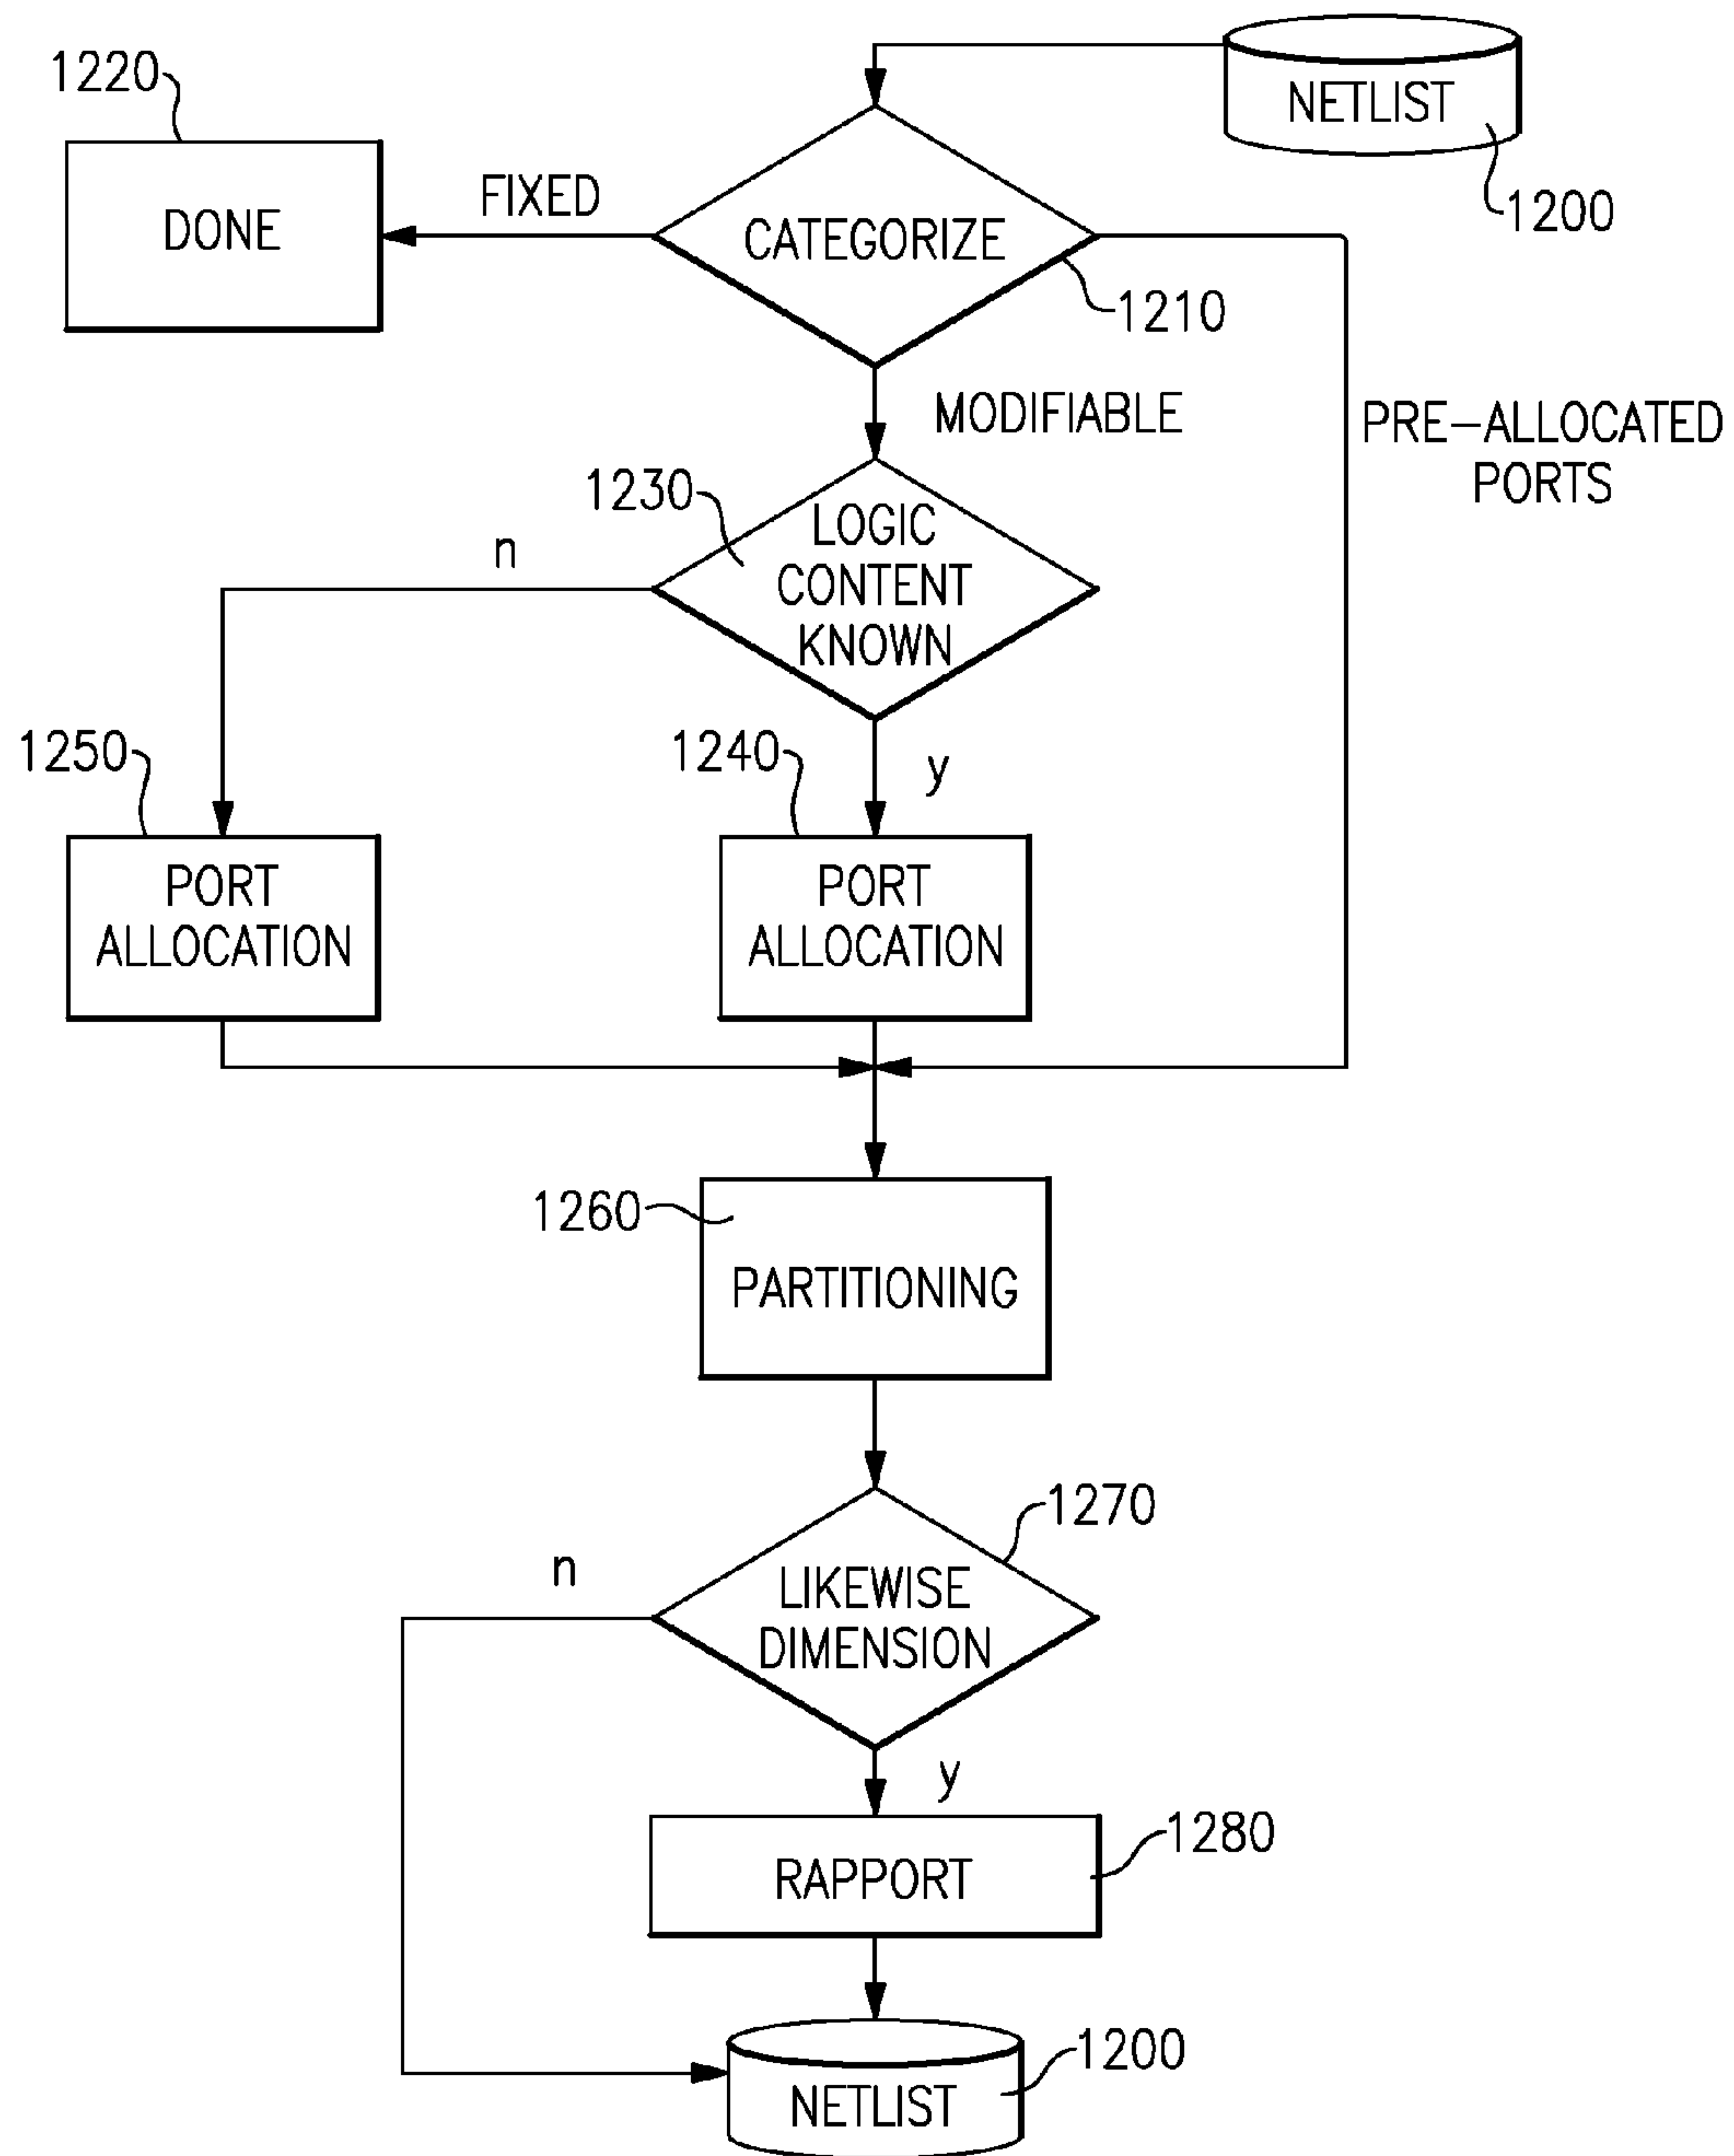 1220
NETLIST
FIXED
DONE
CATEGORIZE
1200
1210
MODIFIABLE
PRE-ALLOCATED
PORTS
1230
LOGIC
CONTENT
KNOWN
n
1250
1240
y
PORT
ALLOCATION
PORT
ALLOCATION
1260
PARTITIONING
1270
n
LIKEWISE
DIMENSION
y
1280
RAPPORT
1200
NETLIST